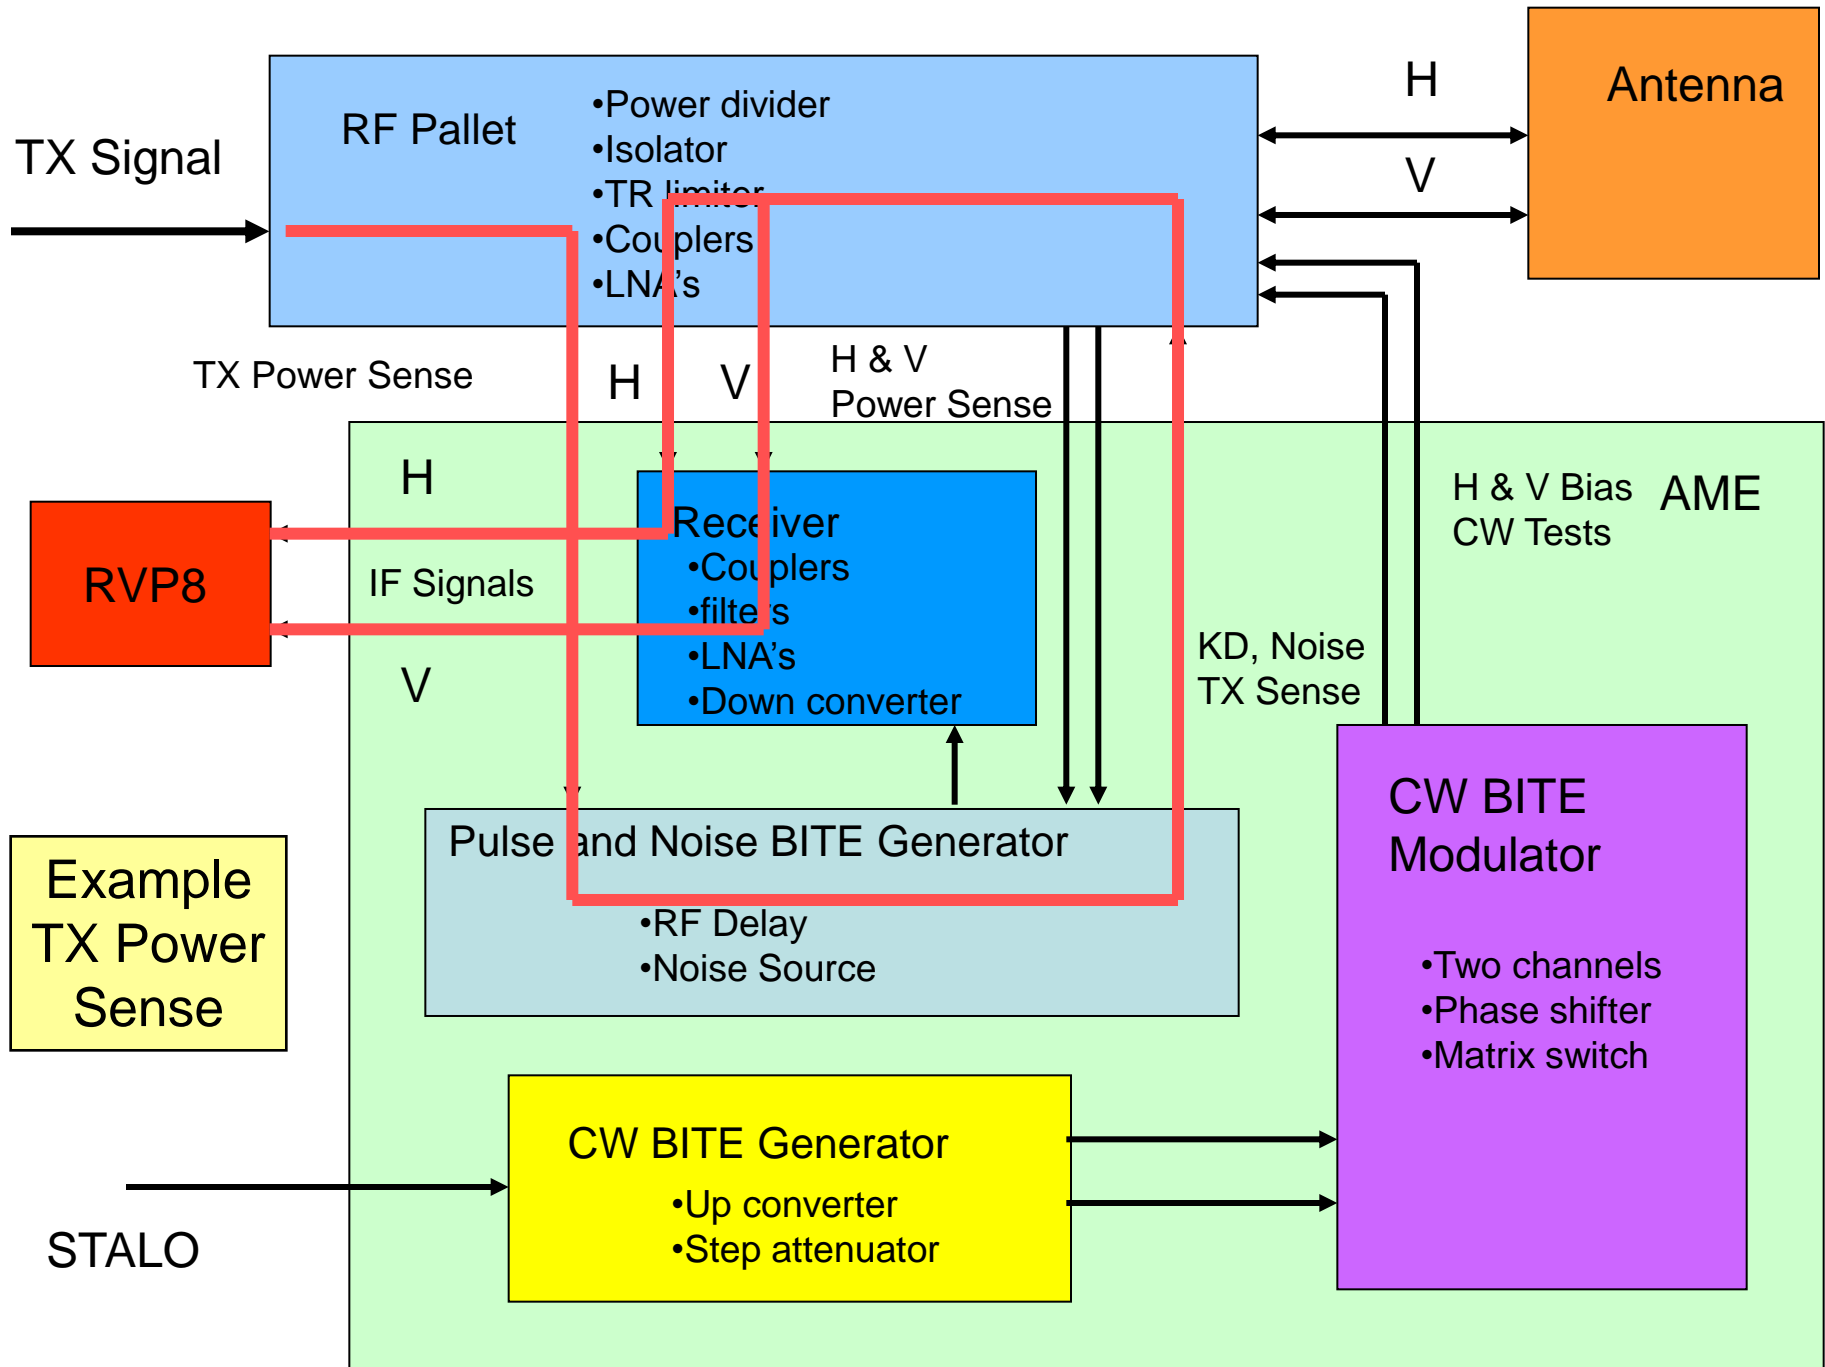 TX Signal
RF Pallet
•Power divider
•Isolator
•TR limiter
•Couplers
•LNA's
H
V
Antenna
TX Power Sense
H
V
H & V
Power Sense
H
IF Signals
V
RVP8
Receiver
•Couplers
•filters
•LNA's
•Down converter
H & V Bias
CW Tests
AME
KD, Noise
TX Sense
Pulse and Noise BITE Generator
•RF Delay
•Noise Source
CW BITE
Modulator
•Two channels
•Phase shifter
•Matrix switch
Example
TX Power
Sense
CW BITE Generator
•Up converter
•Step attenuator
STALO